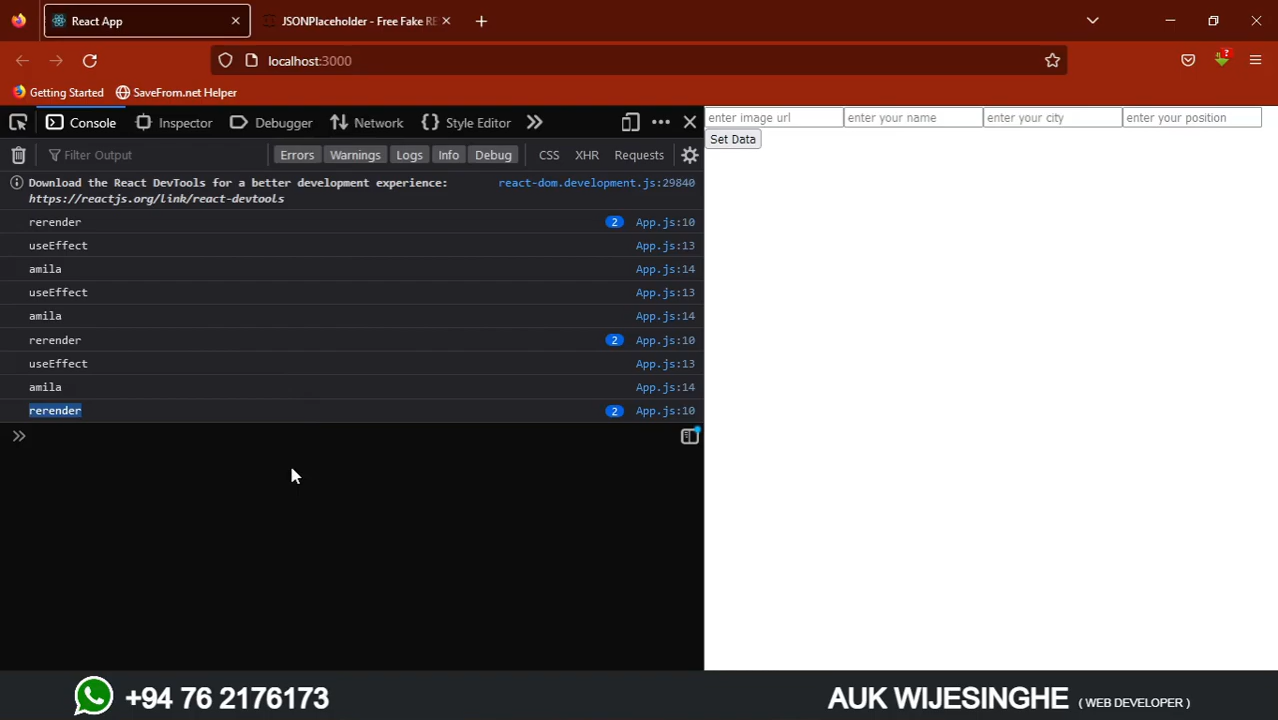 React App
JSONPlaceholder - Free Fake RE
localhost:3000
?
Getting Started SaveFrom.net Helper
Console Inspector Debugger Network Style Editor
Filter Output Errors Warnings Logs Info Debug CSS XHR Requests
Download the React DevTools for a better development experience: react-dom.development.js:29840
https://reactjs.org/link/react-devtools
rerender 2 App.js:10
useEffect App.js:13
amila App.js:14
useEffect App.js:13
amila App.js:14
rerender 2 App.js:10
useEffect App.js:13
amila App.js:14
rerender 2 App.js:10
enter image url enter your name enter your city enter your position
Set Data
+94 76 2176173
AUK WIJESINGHE ( WEB DEVELOPER )